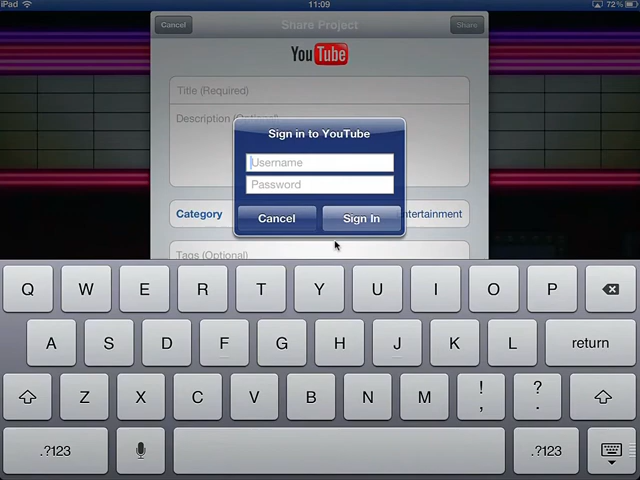 iPad 11:09 72%
Cancel Share Project Share
YouTube
Title (Required)
Description (Optional)
Sign in to YouTube
Username
Password
Cancel Sign In
Category Entertainment
Tags (Optional)
Q W E R T Y U I O P
A S D F G H J K L return
Z X C V B N M ! , ? .
.?123 .?123